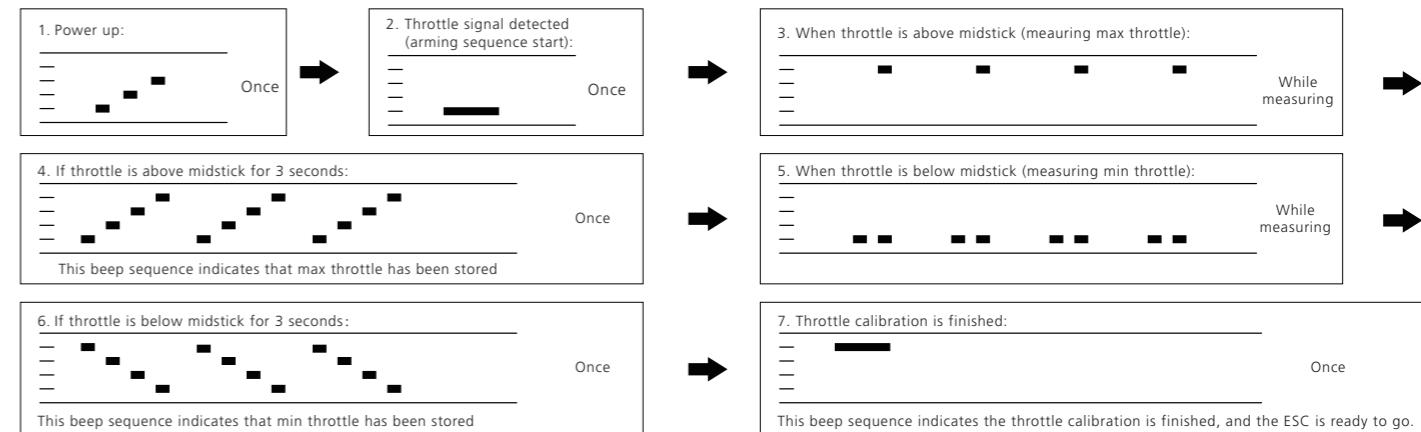 1. Power up:
Once
2. Throttle signal detected
(arming sequence start):
Once
3. When throttle is above midstick (meauring max throttle):
While
measuring
4. If throttle is above midstick for 3 seconds:
Once
This beep sequence indicates that max throttle has been stored
5. When throttle is below midstick (measuring min throttle):
While
measuring
6. If throttle is below midstick for 3 seconds:
Once
This beep sequence indicates that min throttle has been stored
7. Throttle calibration is finished:
Once
This beep sequence indicates the throttle calibration is finished, and the ESC is ready to go.